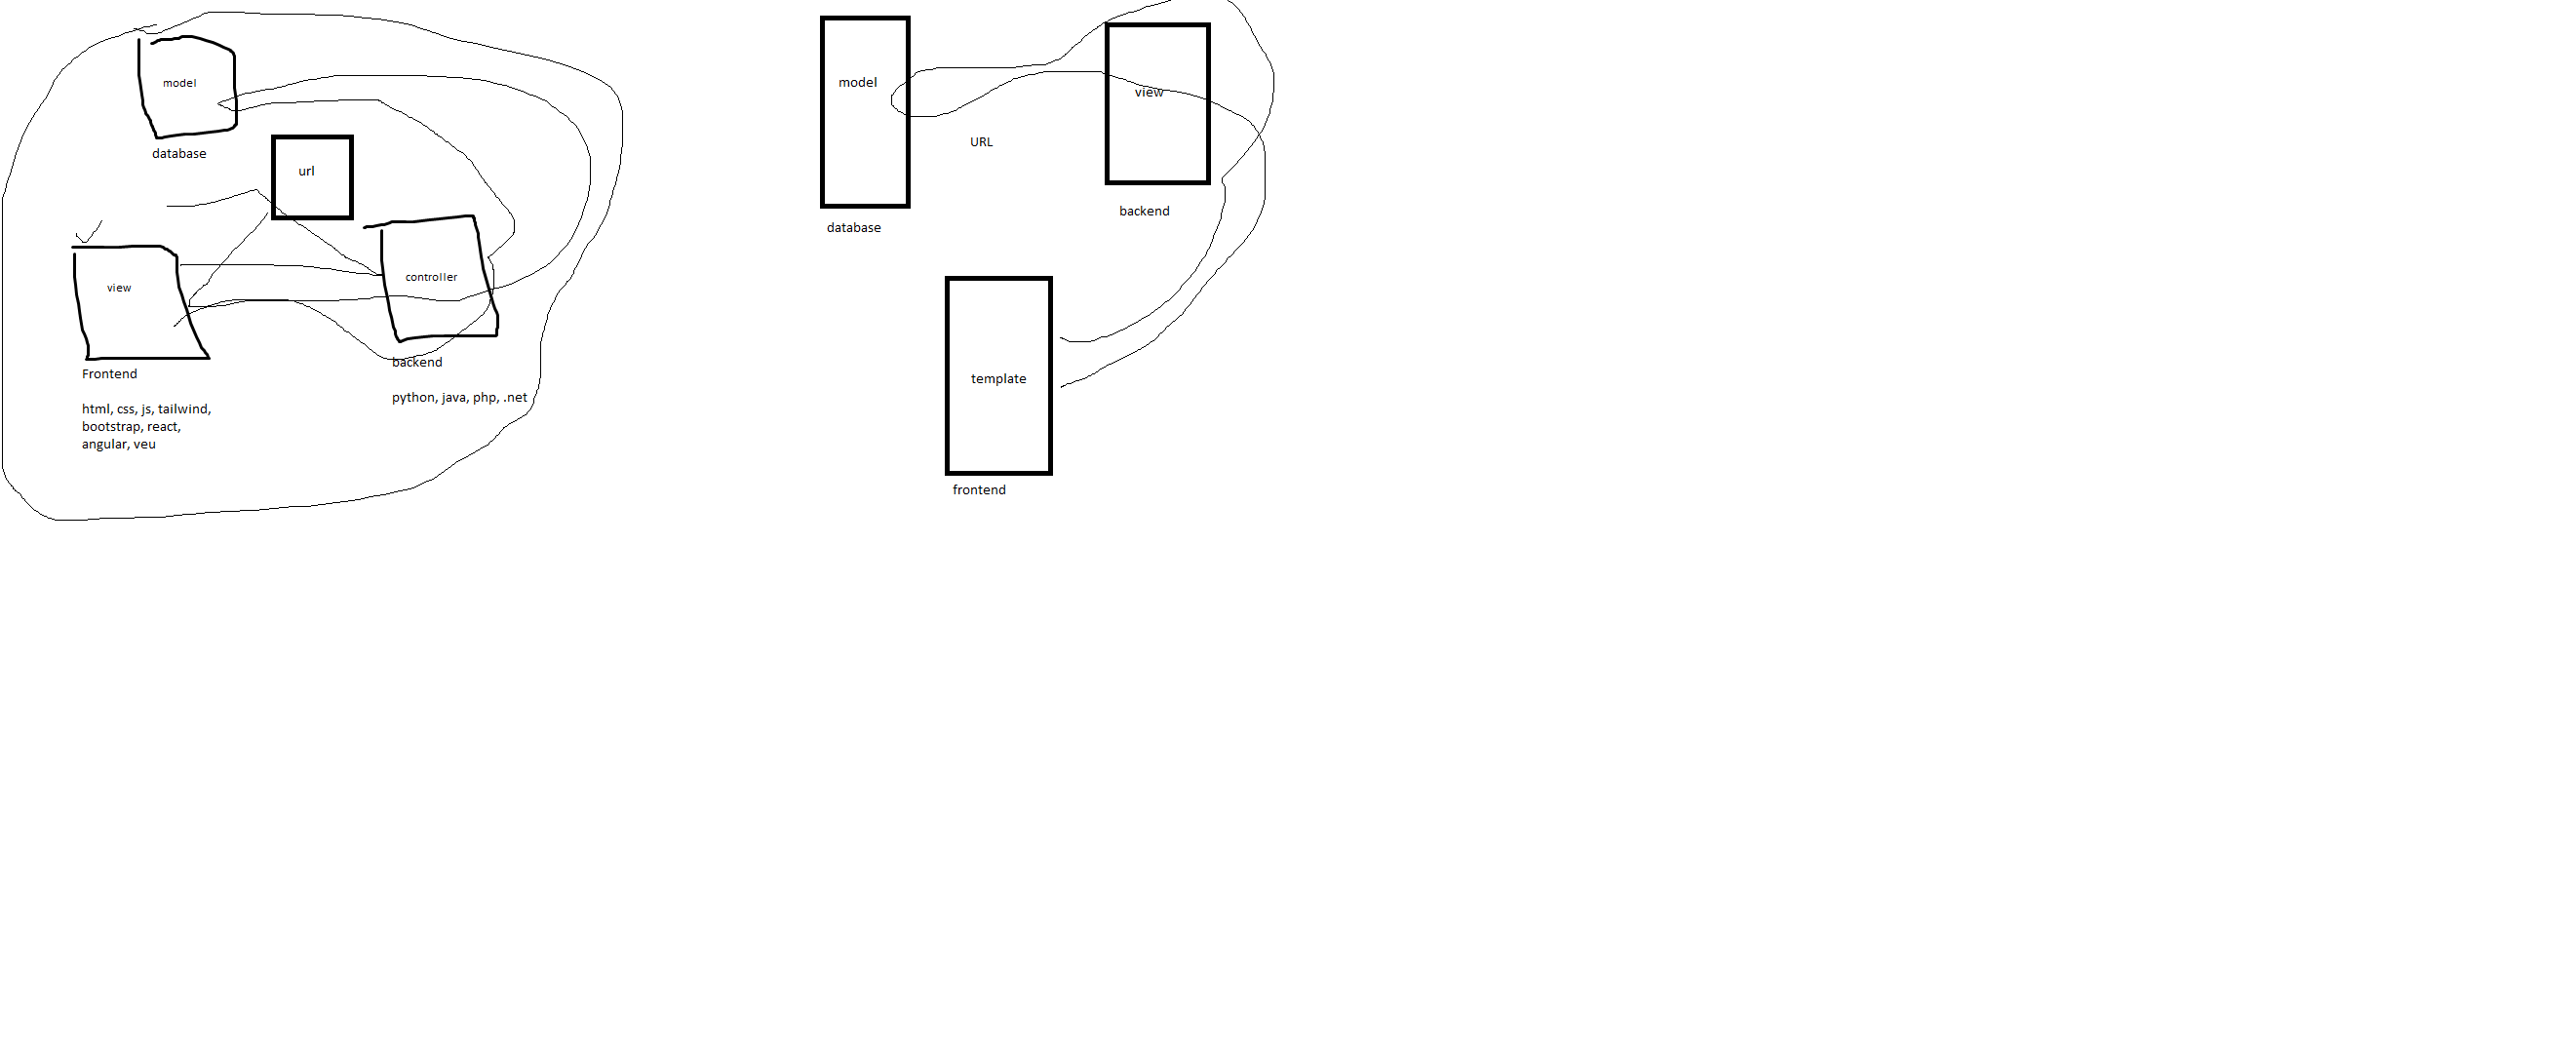 model
database
url
view
controller
Frontend
html, css, js, tailwind,
bootstrap, react,
angular, veu
backend
python, java, php, .net
model
database
URL
view
backend
template
frontend